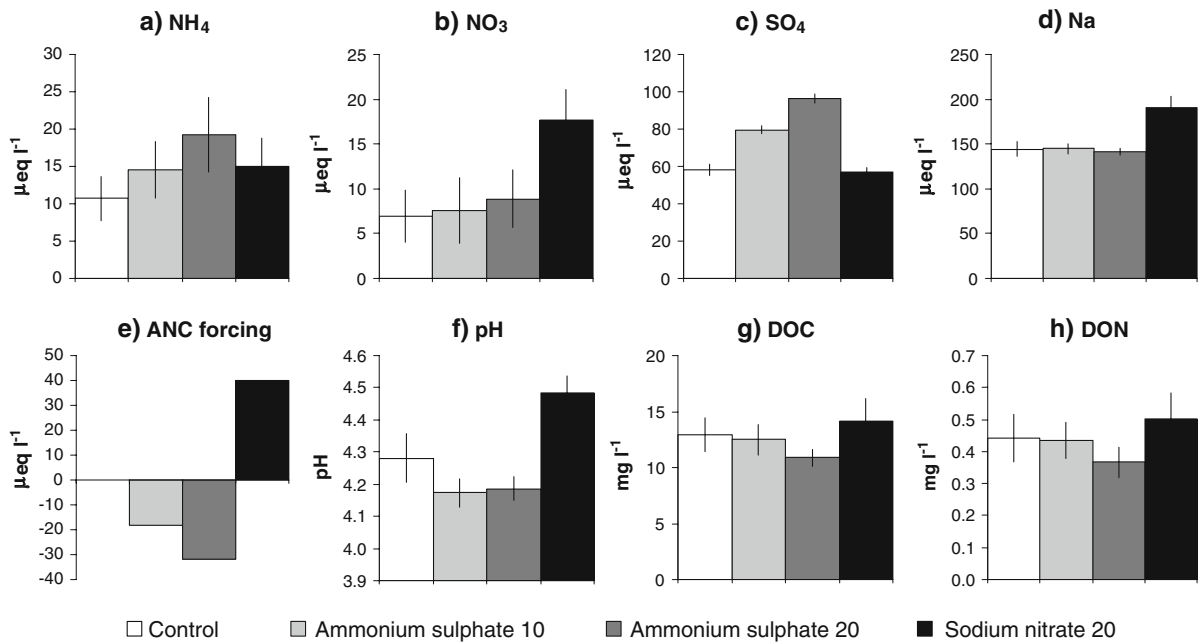 a) NH4
b) NO3
c) SO4
d) Na
30
25
20
15
10
5
0
µeq l-1
25
20
15
10
5
0
µeq l-1
120
100
80
60
40
20
0
µeq l-1
250
200
150
100
50
0
µeq l-1
e) ANC forcing
f) pH
g) DOC
h) DON
50
40
30
20
10
0
-10
-20
-30
-40
µeq l-1
4.6
4.5
4.4
4.3
4.2
4.1
4.0
3.9
pH
20
15
10
5
0
mg l-1
0.7
0.6
0.5
0.4
0.3
0.2
0.1
0.0
mg l-1
Control
Ammonium sulphate 10
Ammonium sulphate 20
Sodium nitrate 20